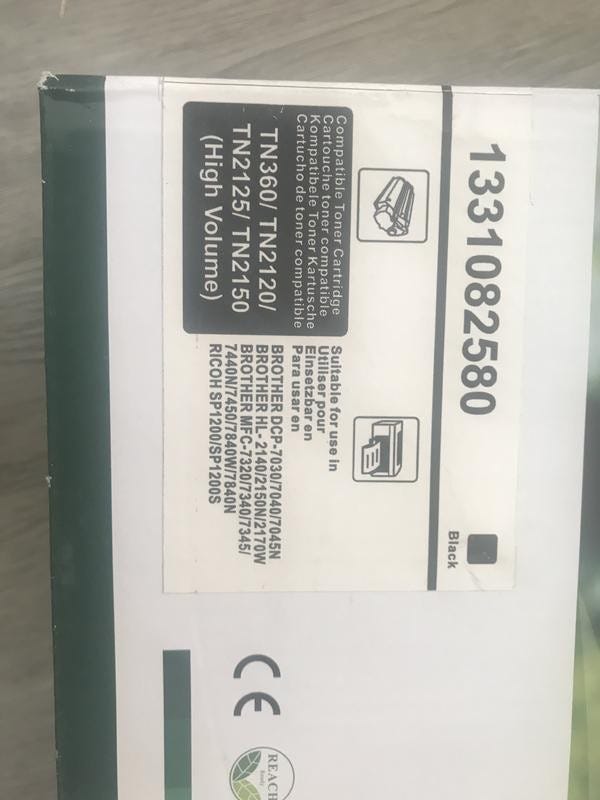 1331082580
Black
Compatible Toner Cartridge
Cartouche toner compatible
Kompatibele Toner Kartusche
Cartucho de toner compatible
TN360/ TN2120/
TN2125/ TN2150
(High Volume)
Suitable for use in
Utiliser pour
Einsetzbar en
Para usar en
BROTHER DCP-7030/7040/7045N
BROTHER HL- 2140/2150N/2170W
BROTHER MFC-7320/7340/7345/
7440N/7450/7840W/7840N
RICOH SP1200/SP1200S
CE
REACH